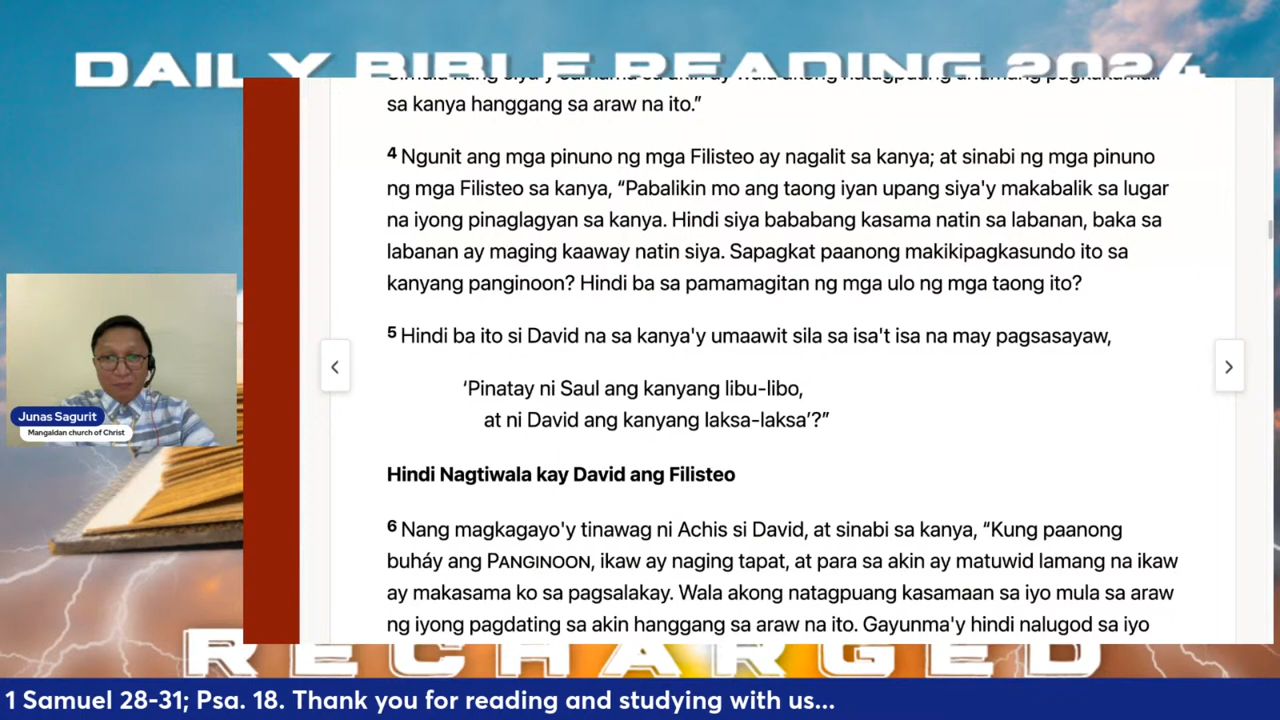 DAILY BIBLE READING 2024
sa kanya hanggang sa araw na ito.”
4 Ngunit ang mga pinuno ng mga Filisteo ay nagalit sa kanya; at sinabi ng mga pinuno
ng mga Filisteo sa kanya, “Pabalikin mo ang taong iyan upang siya'y makabalik sa lugar
na iyong pinaglagyan sa kanya. Hindi siya bababang kasama natin sa labanan, baka sa
labanan ay maging kaaway natin siya. Sapagkat paanong makikipagkasundo ito sa
kanyang panginoon? Hindi ba sa pamamagitan ng mga ulo ng mga taong ito?
5 Hindi ba ito si David na sa kanya'y umaawit sila sa isa't isa na may pagsasayaw,
‘Pinatay ni Saul ang kanyang libu-libo,
at ni David ang kanyang laksa-laksa’?”
Hindi Nagtiwala kay David ang Filisteo
6 Nang magkagayo'y tinawag ni Achis si David, at sinabi sa kanya, “Kung paanong
buháy ang PANGINOON, ikaw ay naging tapat, at para sa akin ay matuwid lamang na ikaw
ay makasama ko sa pagsalakay. Wala akong natagpuang kasamaan sa iyo mula sa araw
ng iyong pagdating sa akin hanggang sa araw na ito. Gayunma'y hindi nalugod sa iyo
Junas Sagurit
Mangaldan church of Christ
RECHARGED
1 Samuel 28-31; Psa. 18. Thank you for reading and studying with us...